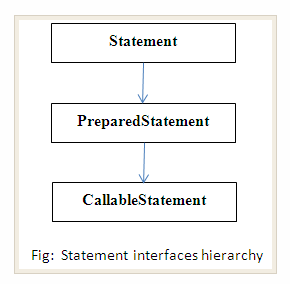 Statement
PreparedStatement
CallableStatement
Fig: Statement interfaces hierarchy